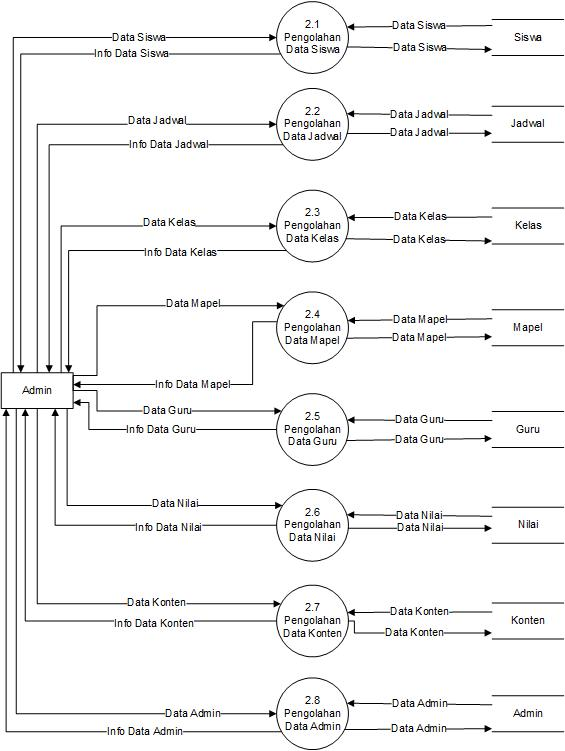 2.1
Pengolahan
Data Siswa
Data Siswa
Info Data Siswa
Data Siswa
Data Siswa
Siswa
2.2
Pengolahan
Data Jadwal
Data Jadwal
Info Data Jadwal
Data Jadwal
Data Jadwal
Jadwal
2.3
Pengolahan
Data Kelas
Data Kelas
Info Data Kelas
Data Kelas
Data Kelas
Kelas
2.4
Pengolahan
Data Mapel
Data Mapel
Info Data Mapel
Data Mapel
Data Mapel
Mapel
Admin
2.5
Pengolahan
Data Guru
Data Guru
Info Data Guru
Data Guru
Data Guru
Guru
2.6
Pengolahan
Data Nilai
Data Nilai
Info Data Nilai
Data Nilai
Data Nilai
Nilai
2.7
Pengolahan
Data Konten
Data Konten
Info Data Konten
Data Konten
Data Konten
Konten
2.8
Pengolahan
Data Admin
Data Admin
Info Data Admin
Data Admin
Data Admin
Admin